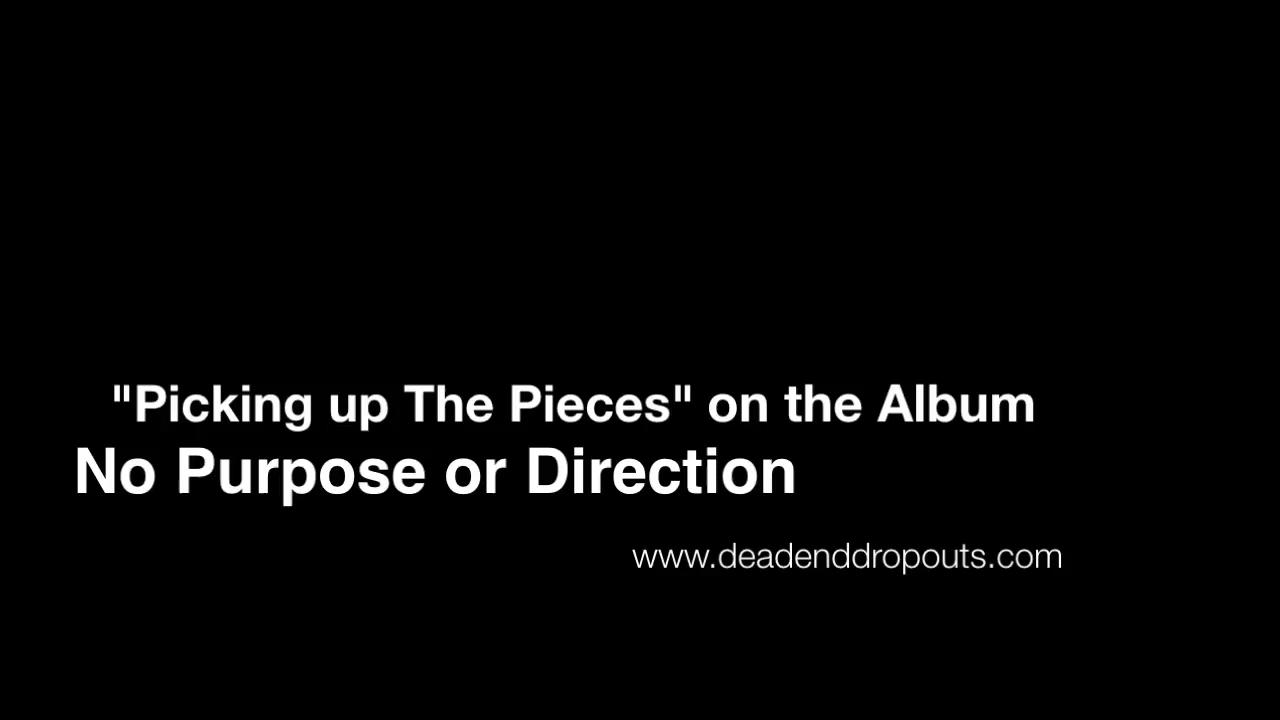 "Picking up The Pieces" on the Album
No Purpose or Direction
www.deadenddropouts.com